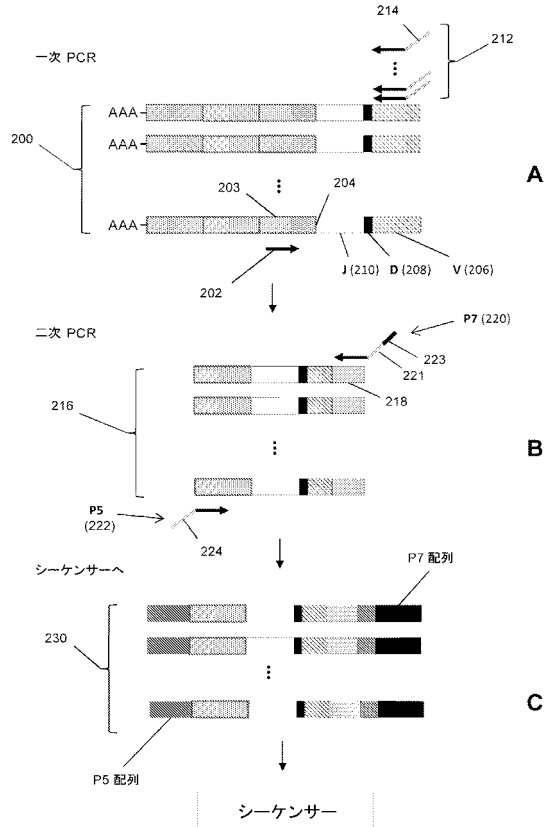 214
212
一次 PCR
200
AAA
AAA
A
203
204
AAA
202
J (210)
D (208)
V (206)
二次 PCR
P7 (220)
223
221
216
218
B
P5
(222)
224
シーケンサーへ
P7 配列
230
C
P5 配列
シーケンサー